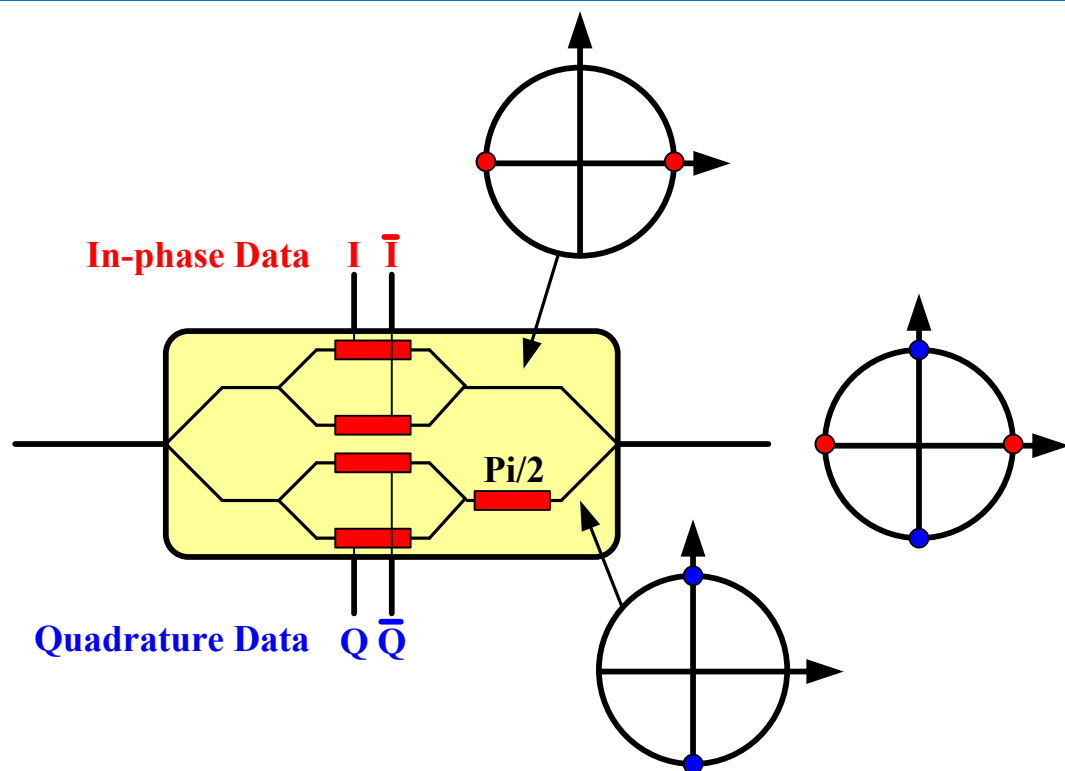 In-phase Data I Ī
Pi/2
Quadrature Data Q Q̄